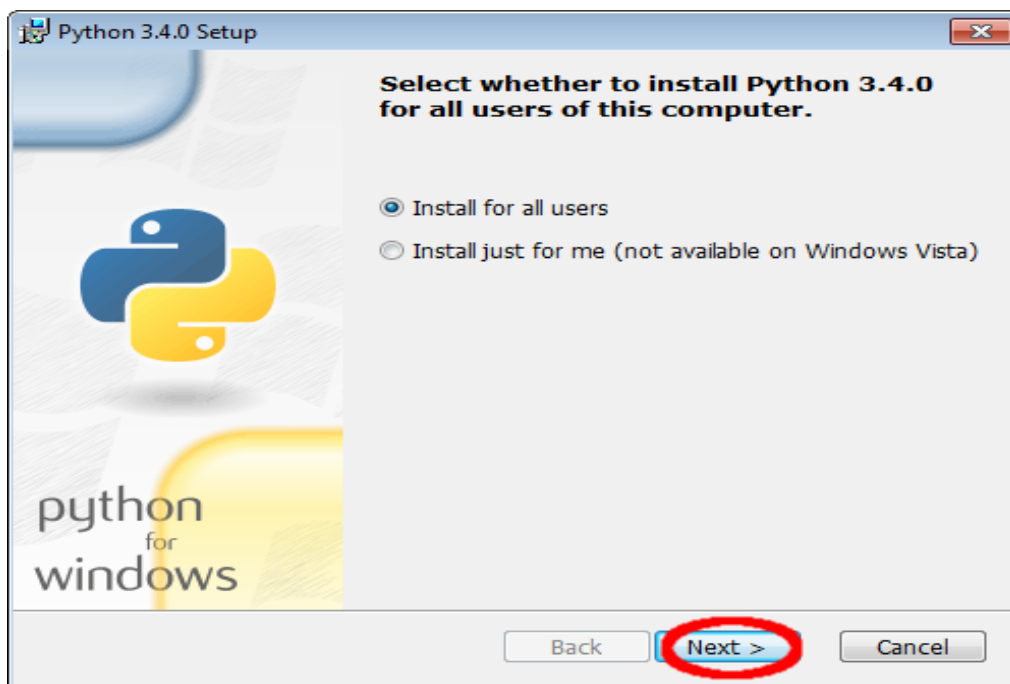 Python 3.4.0 Setup
Select whether to install Python 3.4.0
for all users of this computer.
Install for all users
Install just for me (not available on Windows Vista)
python
for
windows
Back
Next >
Cancel